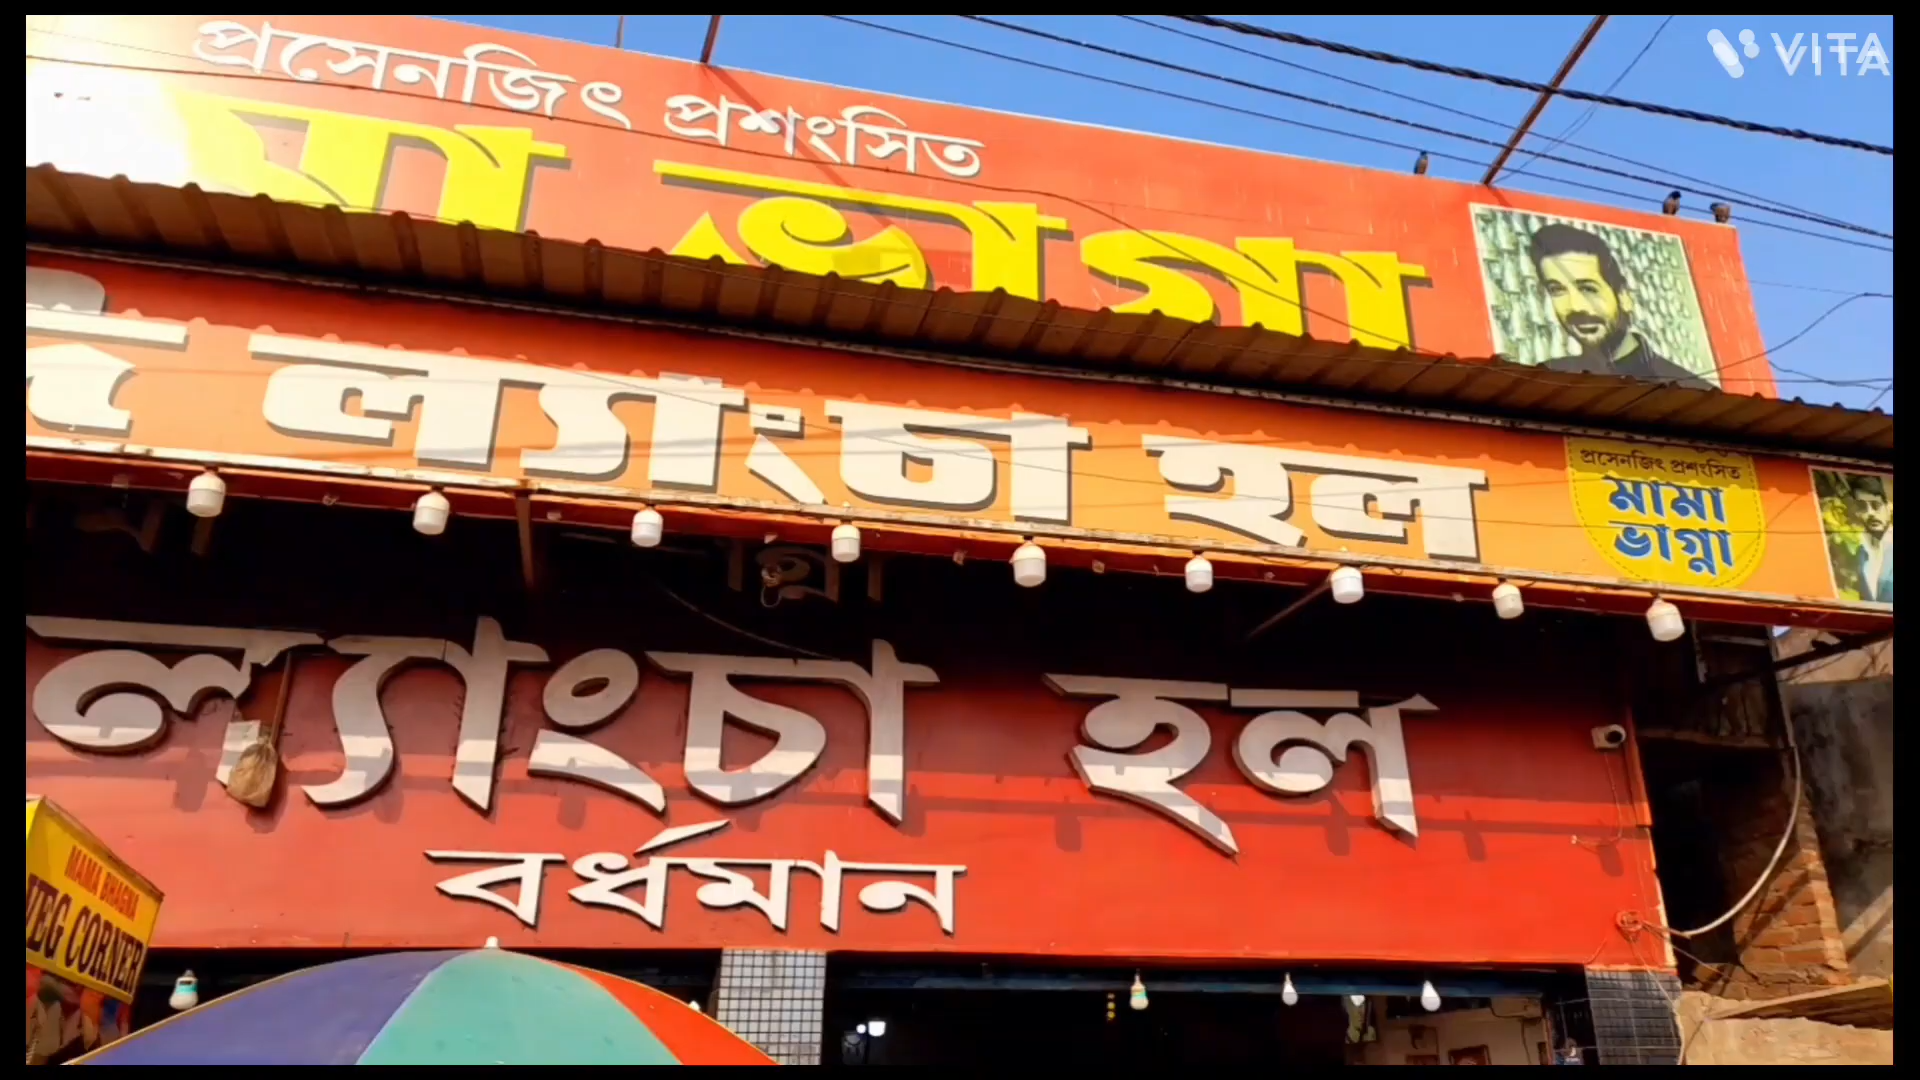 VITA
প্রসেনজিৎ প্রশংসিত
মা ভাগ্না
ল্যাংচা হল
প্রসেনজিৎ প্রশংসিত
মামা
ভাগ্না
ল্যাংচা হল
বর্ধমান
MAMA BHAGNA
VEG CORNER